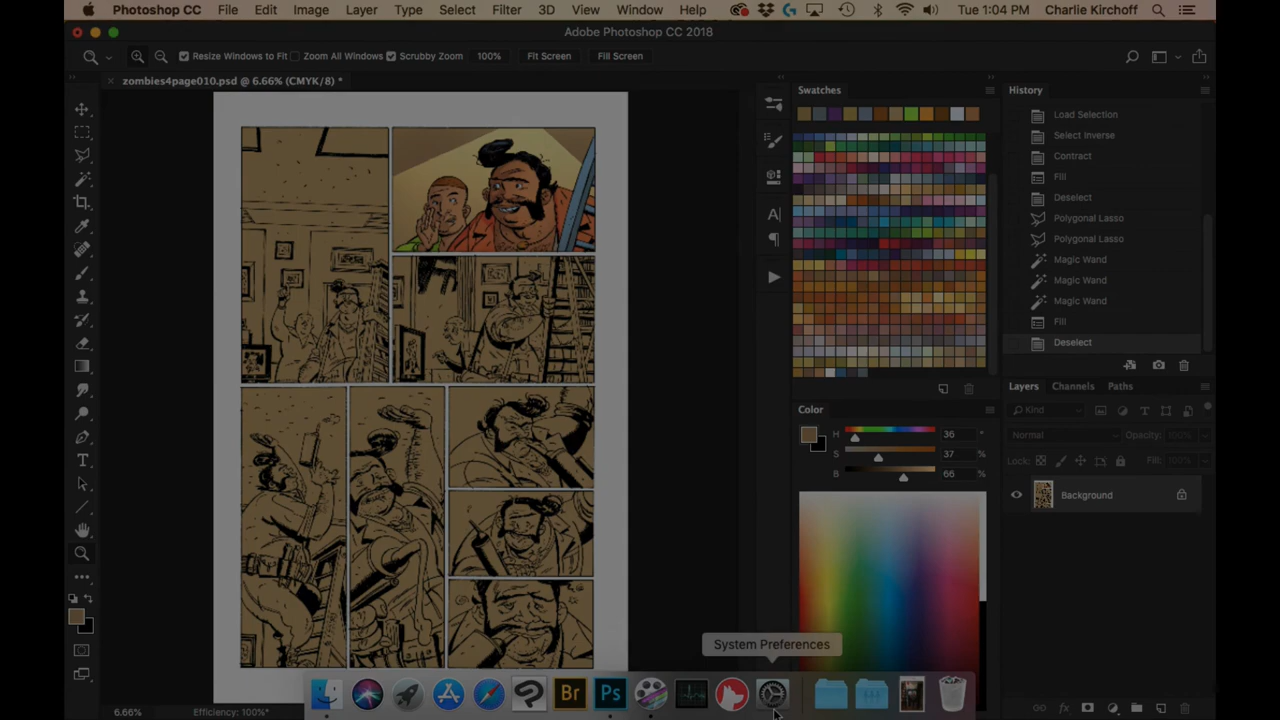 Photoshop CC File Edit Image Layer Type Select Filter 3D View Window Help Tue 1:04 PM Charlie Kirchoff
Adobe Photoshop CC 2018
Resize Windows to Fit Zoom All Windows Scrubby Zoom 100% Fit Screen Fill Screen
zombies4page010.psd @ 6.66% (CMYK/8) *
Swatches
History
Load Selection
Select Inverse
Contract
Fill
Deselect
Polygonal Lasso
Polygonal Lasso
Magic Wand
Magic Wand
Magic Wand
Fill
Deselect
Layers Channels Paths
Kind
Normal Opacity: 100%
Lock: Fill: 100%
Background
Color
H 36 °
S 37 %
B 66 %
System Preferences
Br Ps
6.66% Efficiency: 100%*